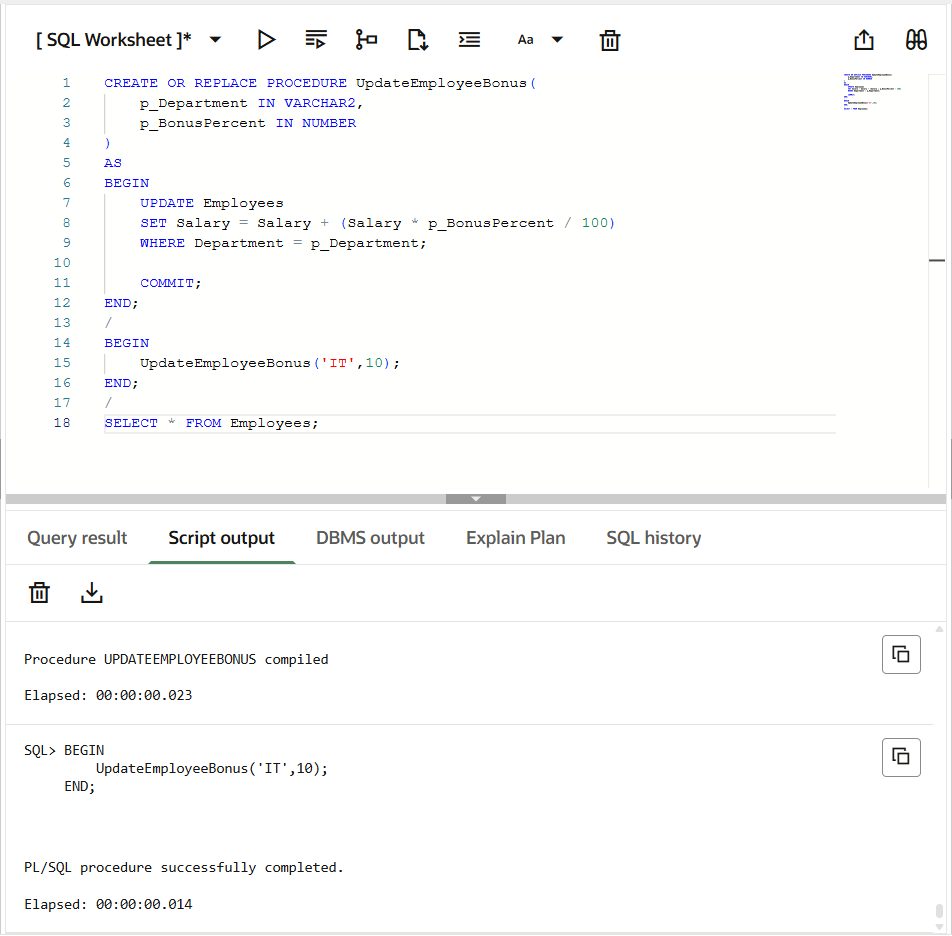 [ SQL Worksheet ]* Aa
1 CREATE OR REPLACE PROCEDURE UpdateEmployeeBonus(
2     p_Department IN VARCHAR2,
3     p_BonusPercent IN NUMBER
4 )
5 AS
6 BEGIN
7     UPDATE Employees
8     SET Salary = Salary + (Salary * p_BonusPercent / 100)
9     WHERE Department = p_Department;
10
11     COMMIT;
12 END;
13 /
14 BEGIN
15     UpdateEmployeeBonus('IT',10);
16 END;
17 /
18 SELECT * FROM Employees;
Query result Script output DBMS output Explain Plan SQL history
Procedure UPDATEEMPLOYEEBONUS compiled
Elapsed: 00:00:00.023
SQL> BEGIN
         UpdateEmployeeBonus('IT',10);
     END;
PL/SQL procedure successfully completed.
Elapsed: 00:00:00.014